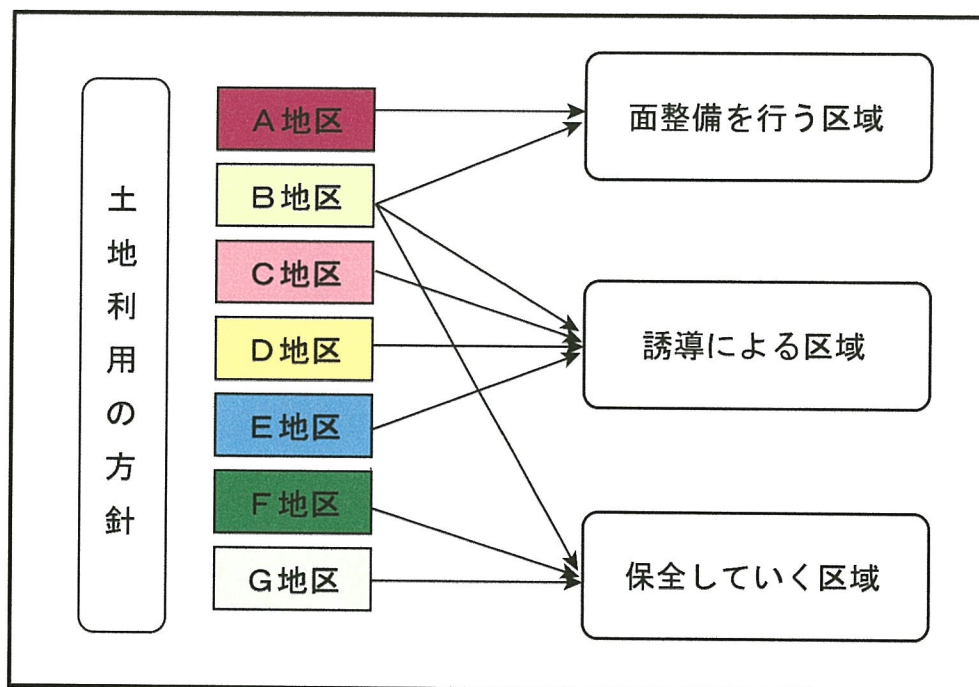 土地利用の方針
A地区
B地区
C地区
D地区
E地区
F地区
G地区
面整備を行う区域
誘導による区域
保全していく区域